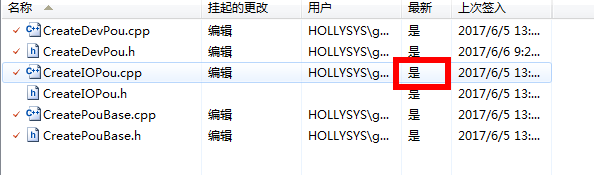 名称 挂起的更改 用户 最新 上次签入
CreateDevPou.cpp 编辑 HOLLYSYS\g... 是 2017/6/5 13:...
CreateDevPou.h 编辑 HOLLYSYS\g... 是 2017/6/6 9:2...
CreateIOPou.cpp 编辑 HOLLYSYS\g... 是 2017/6/5 13:...
CreateIOPou.h 是 2017/6/5 13:...
CreatePouBase.cpp 编辑 HOLLYSYS\g... 是 2017/6/5 13:...
CreatePouBase.h 编辑 HOLLYSYS\g... 是 2017/6/5 13:...